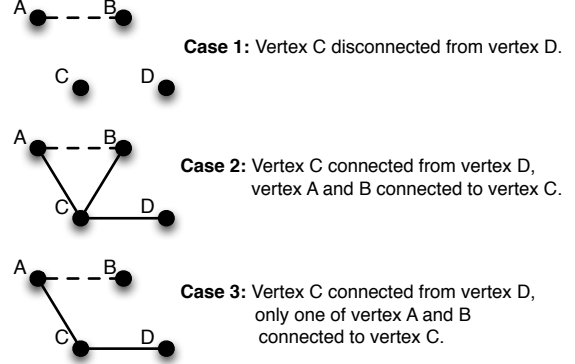 A B
Case 1: Vertex C disconnected from vertex D.
C D
A B
Case 2: Vertex C connected from vertex D,
vertex A and B connected to vertex C.
C D
A B
Case 3: Vertex C connected from vertex D,
only one of vertex A and B
connected to vertex C.
C D